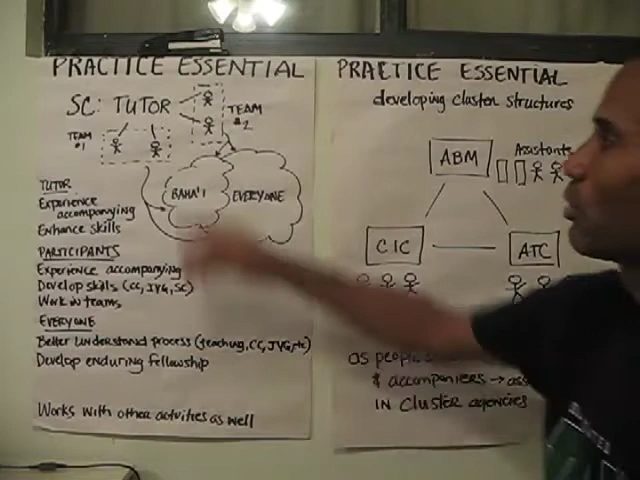 PRACTICE ESSENTIAL
SC: TUTOR
TEAM #1
TEAM #2
BAHA'I
EVERYONE
TUTOR
Experience
accompanying
Enhance skills
PARTICIPANTS
Experience accompanying
Develop skills (CC, JYG, SC)
Work in teams
EVERYONE
Better understand process (teaching, CC, JYG, etc)
Develop enduring fellowship
Works with other activities as well
PRACTICE ESSENTIAL
developing cluster structures
ABM
Assistants
CIC
ATC
as people
& accompaniers →
in cluster agencies